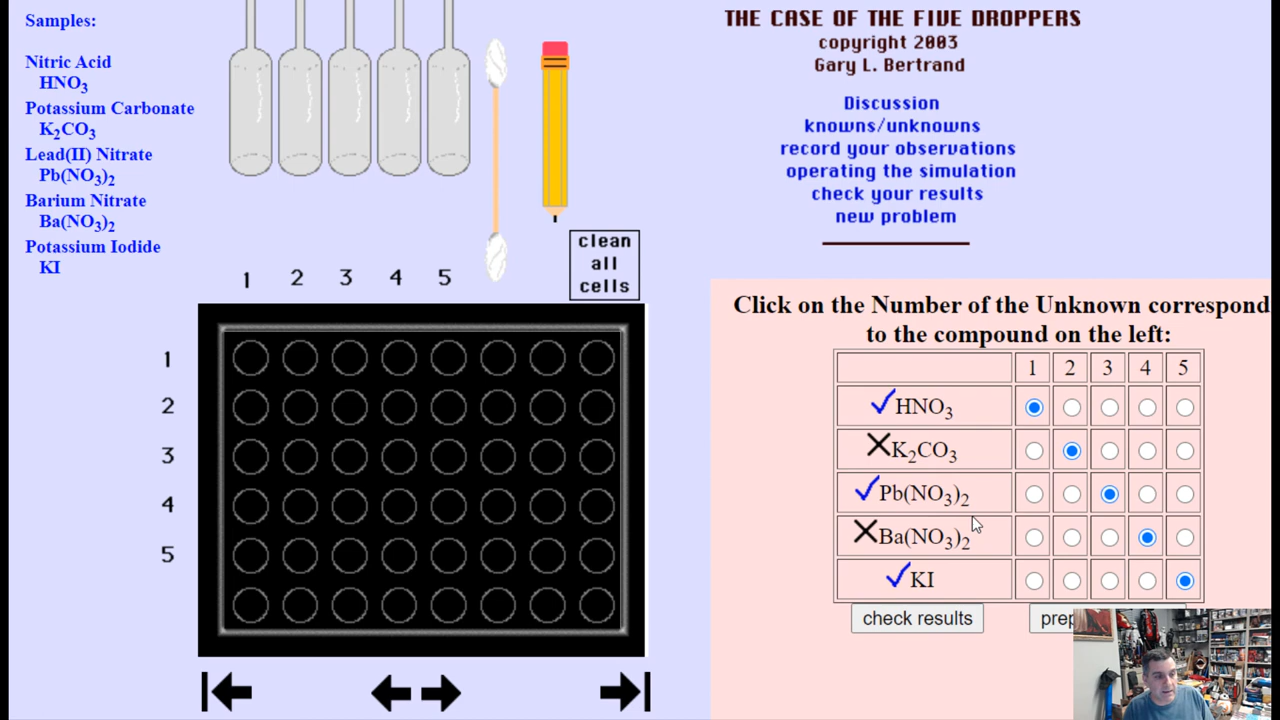 Samples:
Nitric Acid
HNO3
Potassium Carbonate
K2CO3
Lead(II) Nitrate
Pb(NO3)2
Barium Nitrate
Ba(NO3)2
Potassium Iodide
KI
1 2 3 4 5
clean
all
cells
1
2
3
4
5
THE CASE OF THE FIVE DROPPERS
copyright 2003
Gary L. Bertrand
Discussion
knowns/unknowns
record your observations
operating the simulation
check your results
new problem
Click on the Number of the Unknown correspond
to the compound on the left:
1 2 3 4 5
HNO3
K2CO3
Pb(NO3)2
Ba(NO3)2
KI
check results